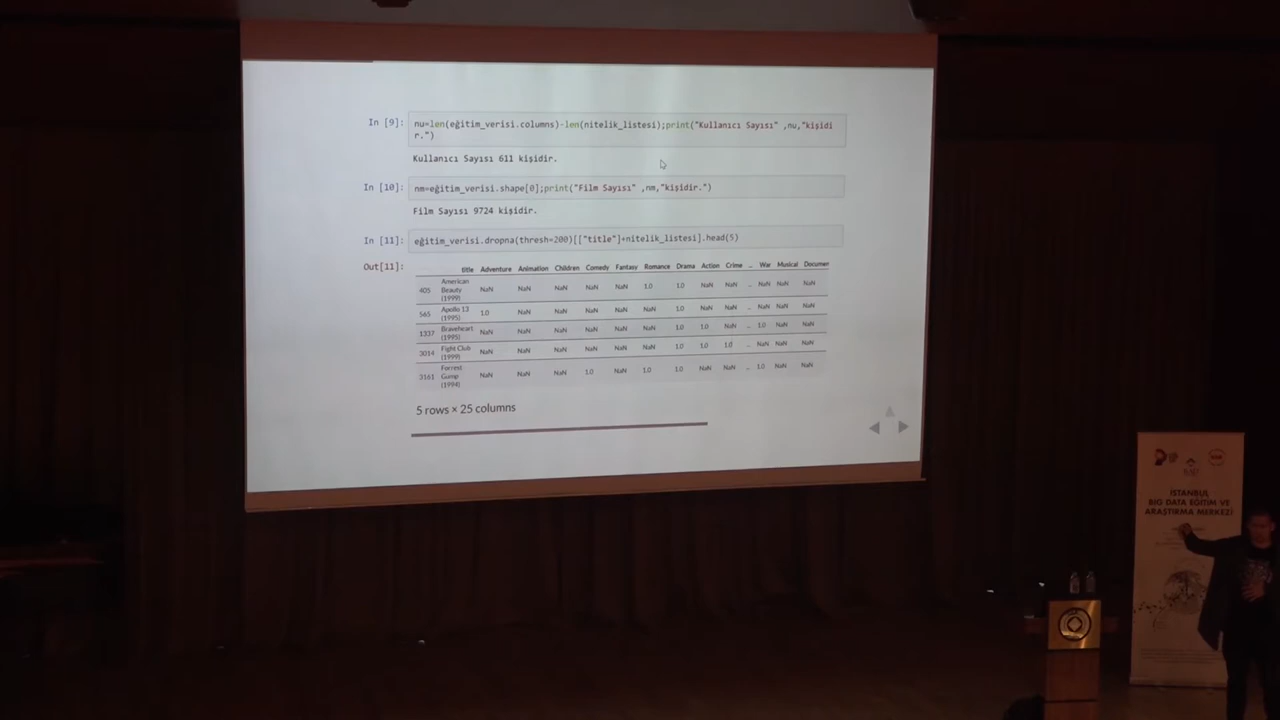 In [9]: nu=len(eğitim_verisi.columns)-len(nitelik_listesi);print("Kullanıcı Sayısı" ,nu,"kişidi
r.")
Kullanıcı Sayısı 611 kişidir.
In [10]: nm=eğitim_verisi.shape[0];print("Film Sayısı" ,nm,"kişidir.")
Film Sayısı 9724 kişidir.
In [11]: eğitim_verisi.dropna(thresh=200)[["title"]+nitelik_listesi].head(5)
Out[11]:
title Adventure Animation Children Comedy Fantasy Romance Drama Action Crime ... War Musical Documen
405 American Beauty (1999) NaN NaN NaN NaN NaN 1.0 1.0 NaN NaN ... NaN NaN NaN
565 Apollo 13 (1995) 1.0 NaN NaN NaN NaN NaN 1.0 NaN NaN ... NaN NaN NaN
1337 Braveheart (1995) NaN NaN NaN NaN NaN NaN 1.0 1.0 NaN ... 1.0 NaN NaN
3014 Fight Club (1999) NaN NaN NaN NaN NaN NaN 1.0 1.0 1.0 ... NaN NaN NaN
3161 Forrest Gump (1994) NaN NaN NaN 1.0 NaN 1.0 1.0 NaN NaN ... 1.0 NaN NaN
5 rows × 25 columns
İSTANBUL
BIG DATA EĞİTİM VE
ARAŞTIRMA MERKEZİ